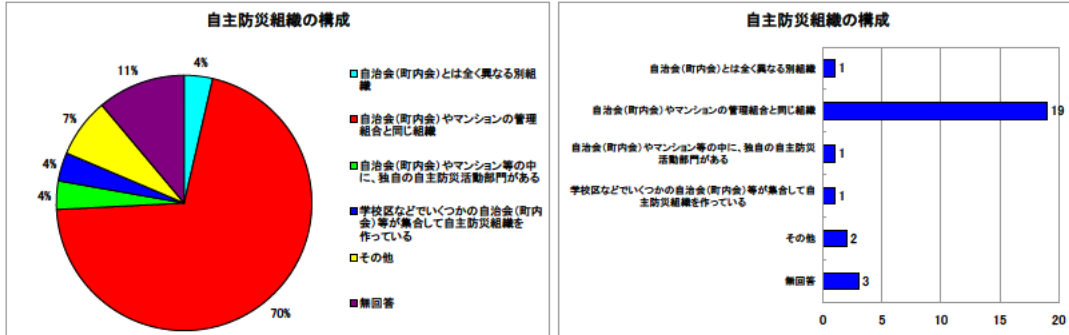 自主防災組織の構成
4%
11%
7%
4%
4%
70%
自治会(町内会)とは全く異なる別組
織
自治会(町内会)やマンションの管理
組合と同じ組織
自治会(町内会)やマンション等の中
に、独自の自主防災活動部門がある
学校区などでいくつかの自治会(町内
会)等が集合して自主防災組織を
作っている
その他
無回答
自主防災組織の構成
自治会(町内会)とは全く異なる別組織
1
自治会(町内会)やマンションの管理組合と同じ組織
19
自治会(町内会)やマンション等の中に、独自の自主防災
活動部門がある
1
学校区などでいくつかの自治会(町内会)等が集合して自
主防災組織を作っている
1
その他
2
無回答
3
0 5 10 15 20